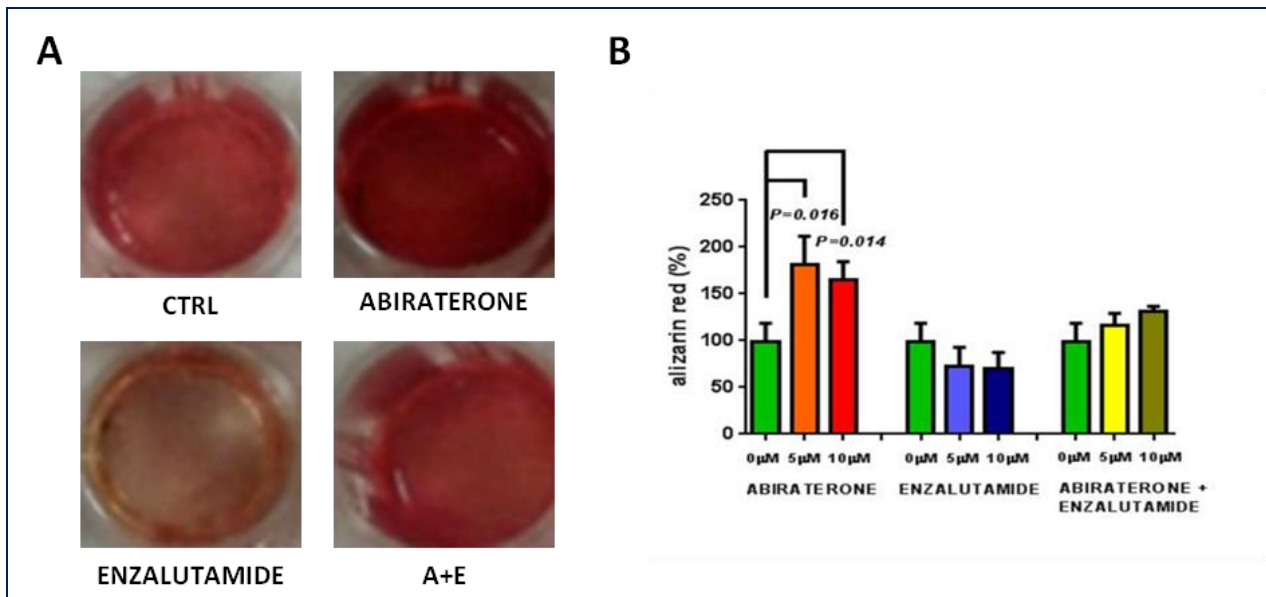 A
CTRL
ABIRATERONE
ENZALUTAMIDE
A+E
B
alizarin red (%)
250
200
150
100
50
0
P=0.016
P=0.014
0µM 5µM 10µM
ABIRATERONE
0µM 5µM 10µM
ENZALUTAMIDE
0µM 5µM 10µM
ABIRATERONE +
ENZALUTAMIDE